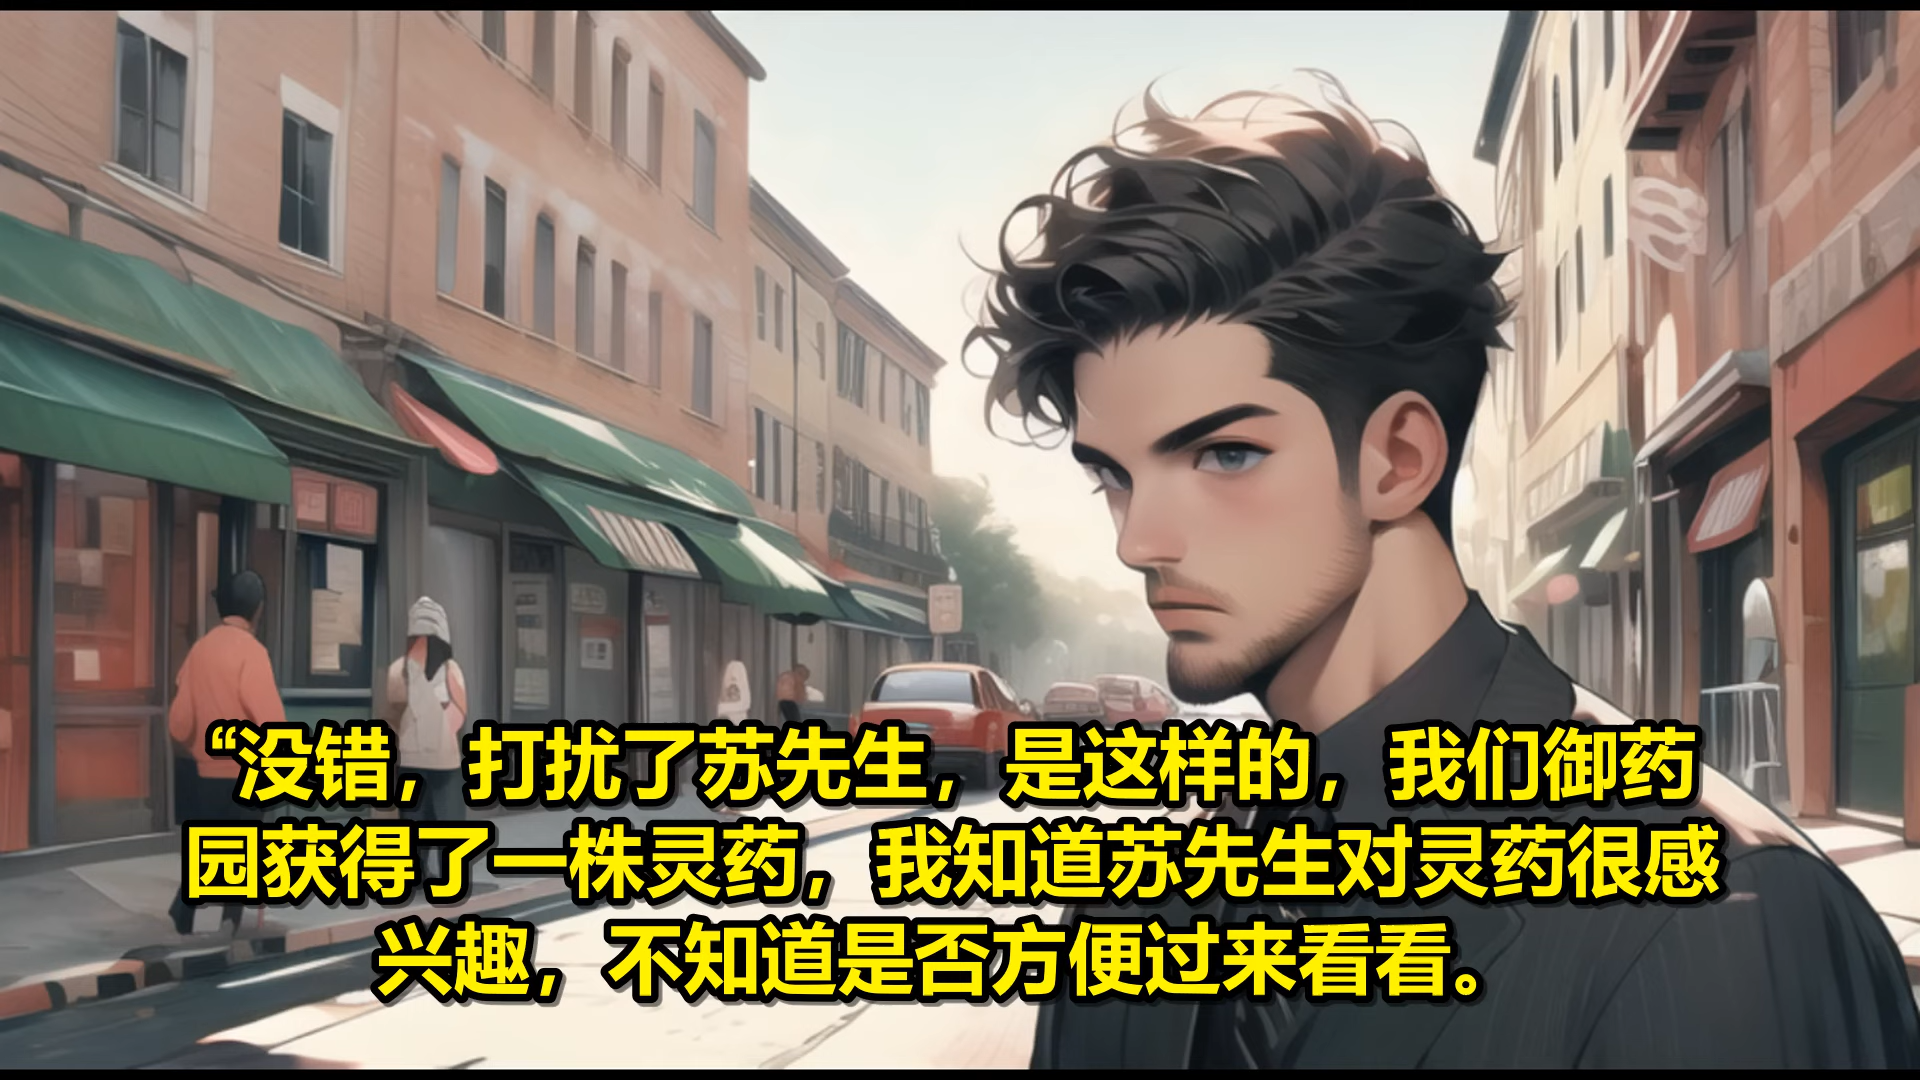 “没错，打扰了苏先生，是这样的，我们御药
园获得了一株灵药，我知道苏先生对灵药很感
兴趣，不知道是否方便过来看看。